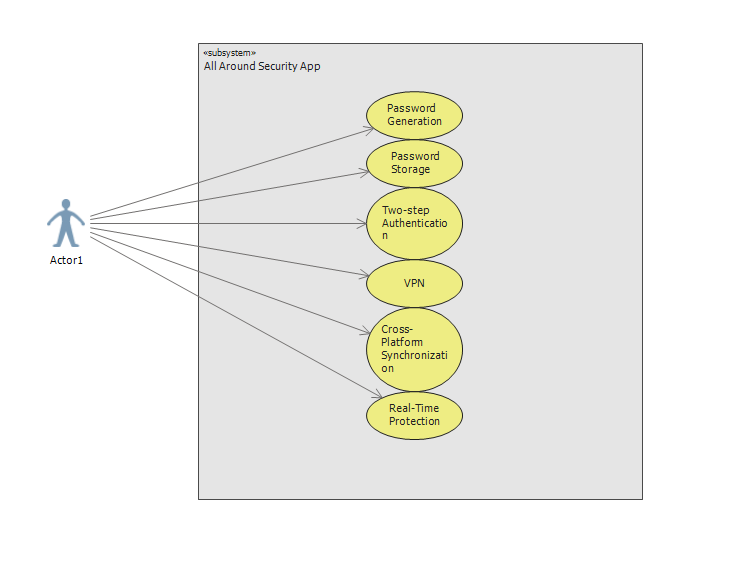 «subsystem»
All Around Security App
Password
Generation
Password
Storage
Two-step
Authenticatio
n
VPN
Cross-
Platform
Synchronizati
on
Real-Time
Protection
Actor1